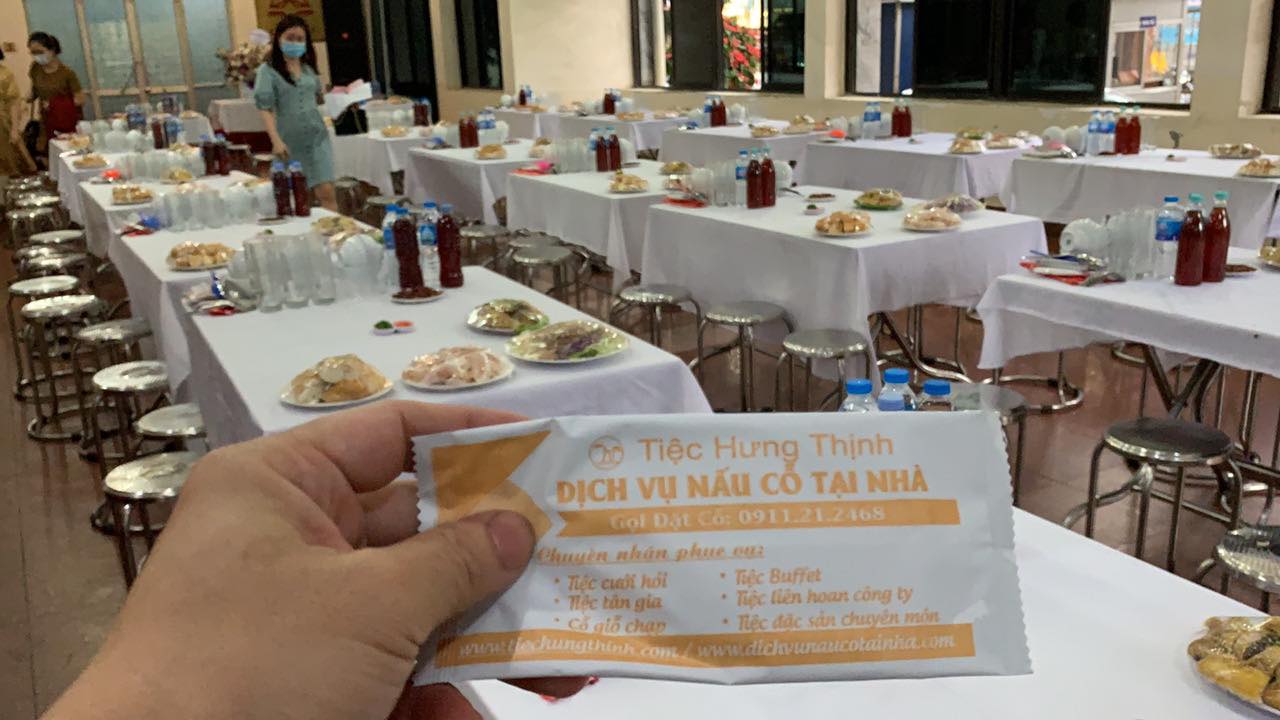 Tiệc Hưng Thịnh
DỊCH VỤ NẤU CỖ TẠI NHÀ
Gọi Đặt Cỗ: 0911.21.2468
Chuyên nhận phục vụ:
• Tiệc cưới hỏi
• Tiệc tân gia
• Cỗ giỗ chạp
• Tiệc Buffet
• Tiệc liên hoan công ty
• Tiệc đặc sản chuyên món
www.tiechungthinh.com / www.dichvunaucotainha.com